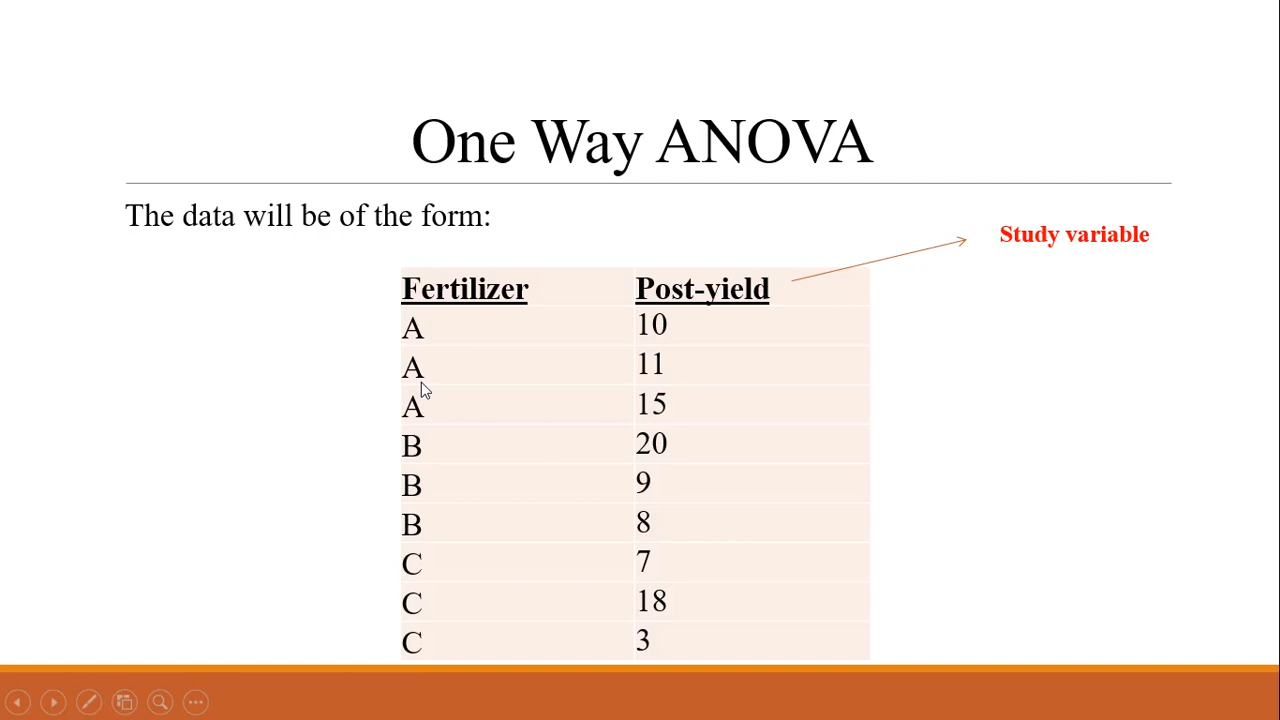 One Way ANOVA
The data will be of the form:
Study variable
Fertilizer Post-yield
A 10
A 11
A 15
B 20
B 9
B 8
C 7
C 18
C 3